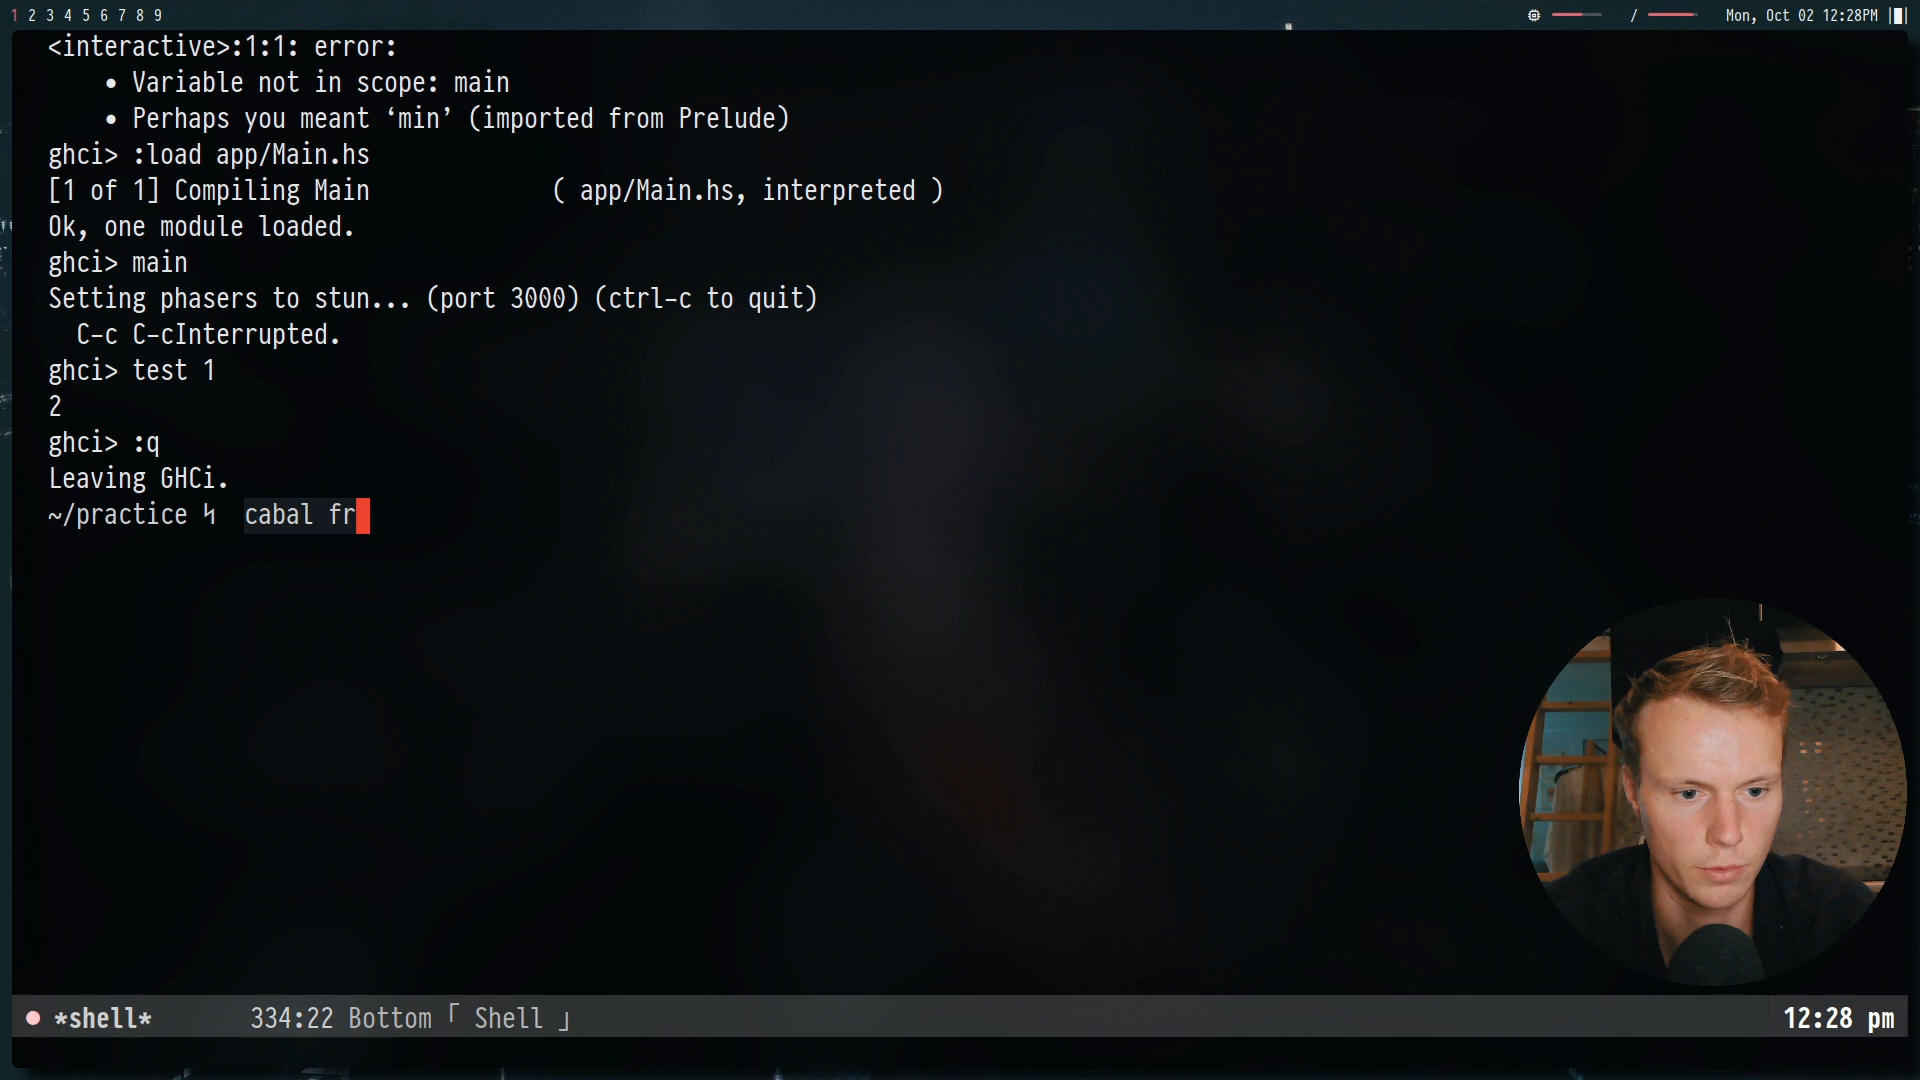 1 2 3 4 5 6 7 8 9
/ Mon, Oct 02 12:28PM
<interactive>:1:1: error:
• Variable not in scope: main
• Perhaps you meant ‘min’ (imported from Prelude)
ghci> :load app/Main.hs
[1 of 1] Compiling Main ( app/Main.hs, interpreted )
Ok, one module loaded.
ghci> main
Setting phasers to stun... (port 3000) (ctrl-c to quit)
C-c C-cInterrupted.
ghci> test 1
2
ghci> :q
Leaving GHCi.
~/practice Ϟ cabal fr
*shell* 334:22 Bottom「 Shell 」 12:28 pm